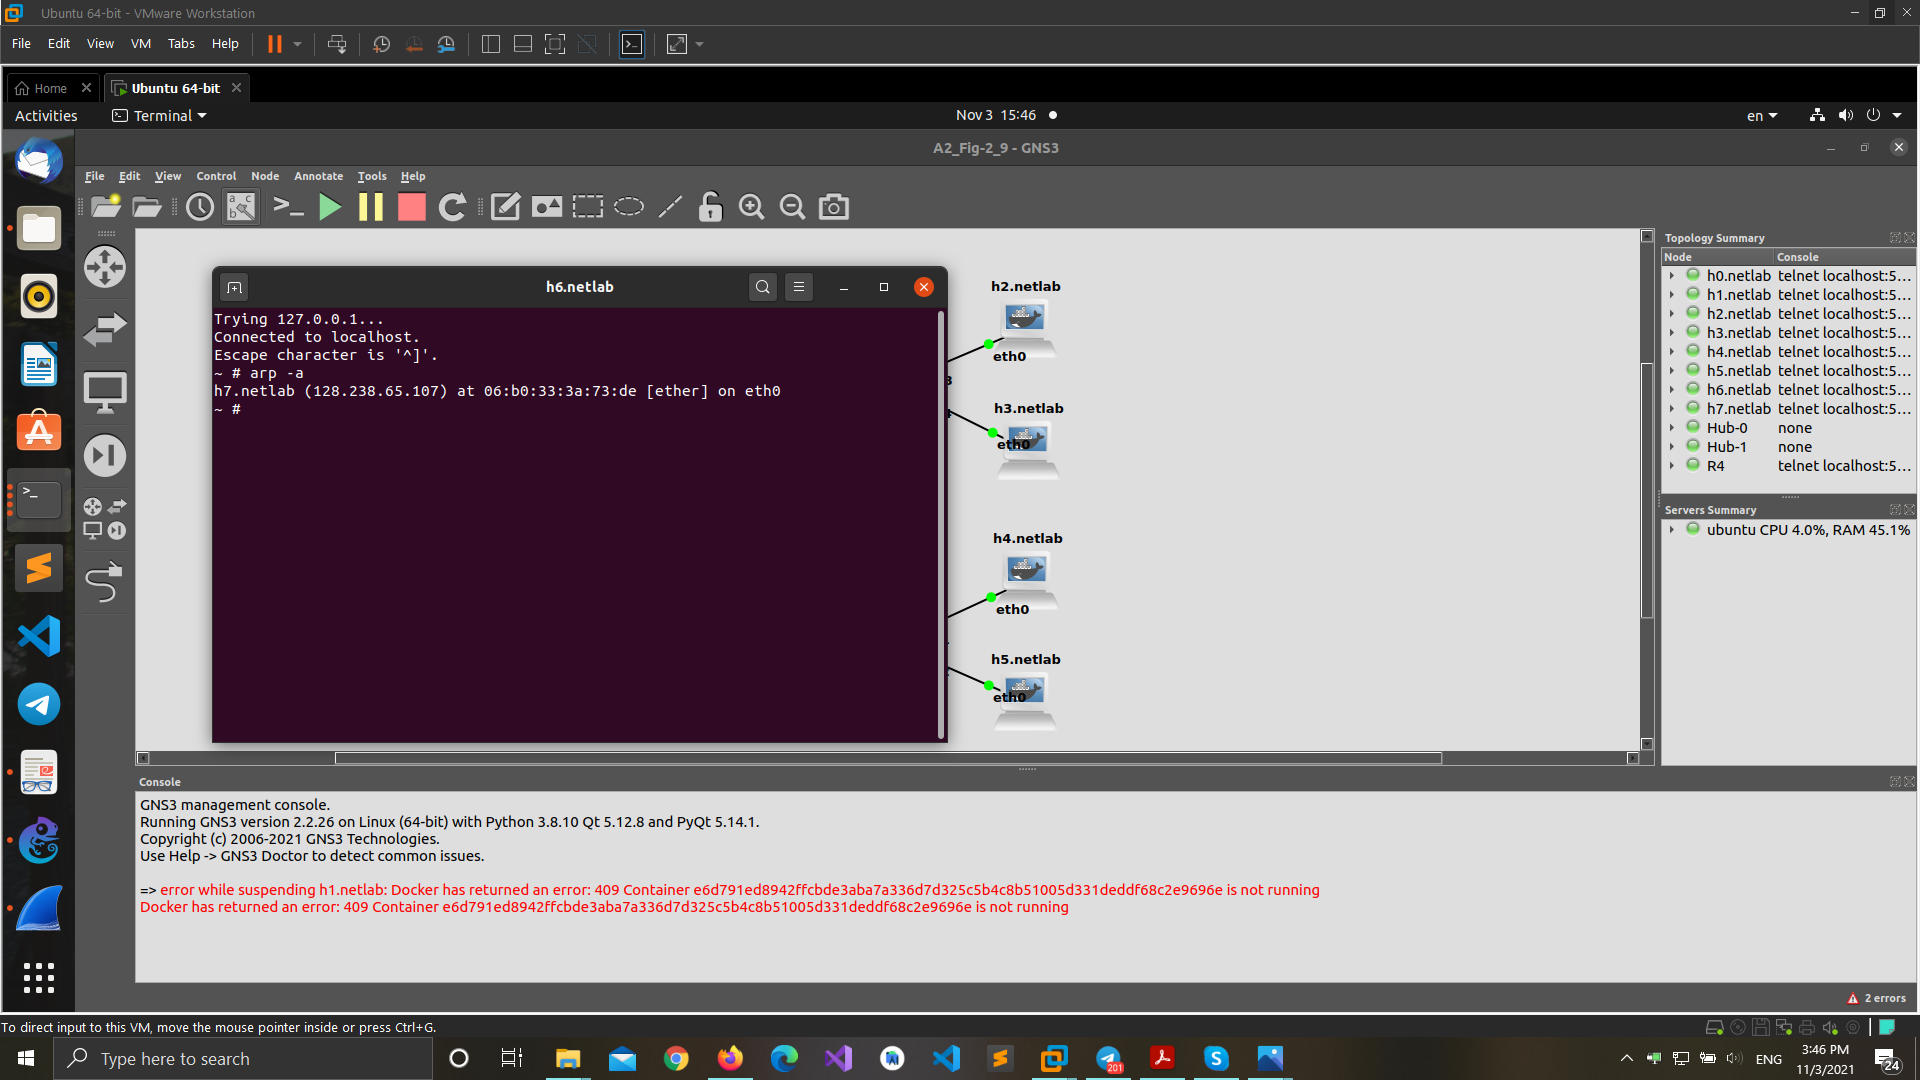 Ubuntu 64-bit - VMware Workstation
File Edit View VM Tabs Help
Home
Ubuntu 64-bit
Activities
Terminal
Nov 3 15:46
en
A2_Fig-2_9 - GNS3
File Edit View Control Node Annotate Tools Help
h6.netlab
Trying 127.0.0.1...
Connected to localhost.
Escape character is '^]'.
~ # arp -a
h7.netlab (128.238.65.107) at 06:b0:33:3a:73:de [ether] on eth0
~ #
h2.netlab
eth0
h3.netlab
eth0
h4.netlab
eth0
h5.netlab
eth0
Topology Summary
Node Console
h0.netlab telnet localhost:5...
h1.netlab telnet localhost:5...
h2.netlab telnet localhost:5...
h3.netlab telnet localhost:5...
h4.netlab telnet localhost:5...
h5.netlab telnet localhost:5...
h6.netlab telnet localhost:5...
h7.netlab telnet localhost:5...
Hub-0 none
Hub-1 none
R4 telnet localhost:5...
Servers Summary
ubuntu CPU 4.0%, RAM 45.1%
Console
GNS3 management console.
Running GNS3 version 2.2.26 on Linux (64-bit) with Python 3.8.10 Qt 5.12.8 and PyQt 5.14.1.
Copyright (c) 2006-2021 GNS3 Technologies.
Use Help -> GNS3 Doctor to detect common issues.
=> error while suspending h1.netlab: Docker has returned an error: 409 Container e6d791ed8942ffcbde3aba7a336d7d325c5b4c8b51005d331deddf68c2e9696e is not running
Docker has returned an error: 409 Container e6d791ed8942ffcbde3aba7a336d7d325c5b4c8b51005d331deddf68c2e9696e is not running
2 errors
To direct input to this VM, move the mouse pointer inside or press Ctrl+G.
Type here to search
201
ENG
3:46 PM
11/3/2021
24